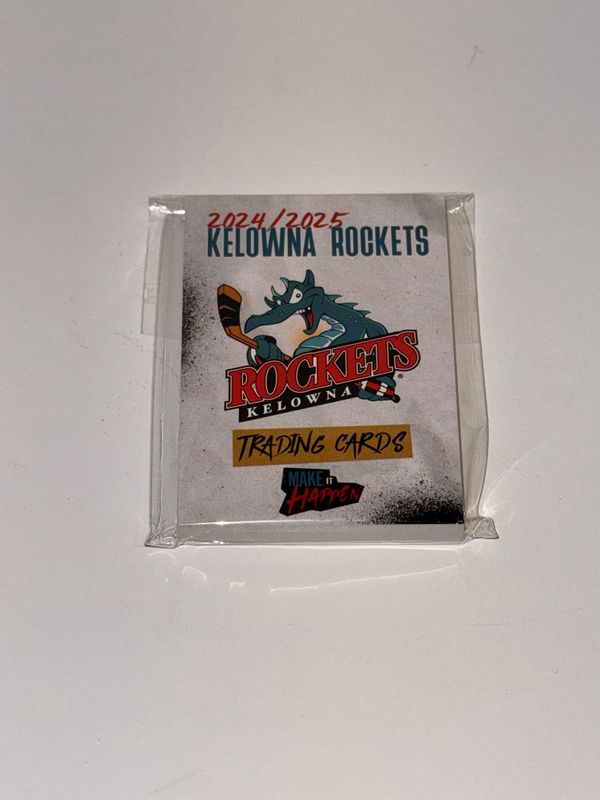 2024/2025
KELOWNA ROCKETS
ROCKETS
KELOWNA
®
TRADING CARDS
MAKE IT
HAPPEN